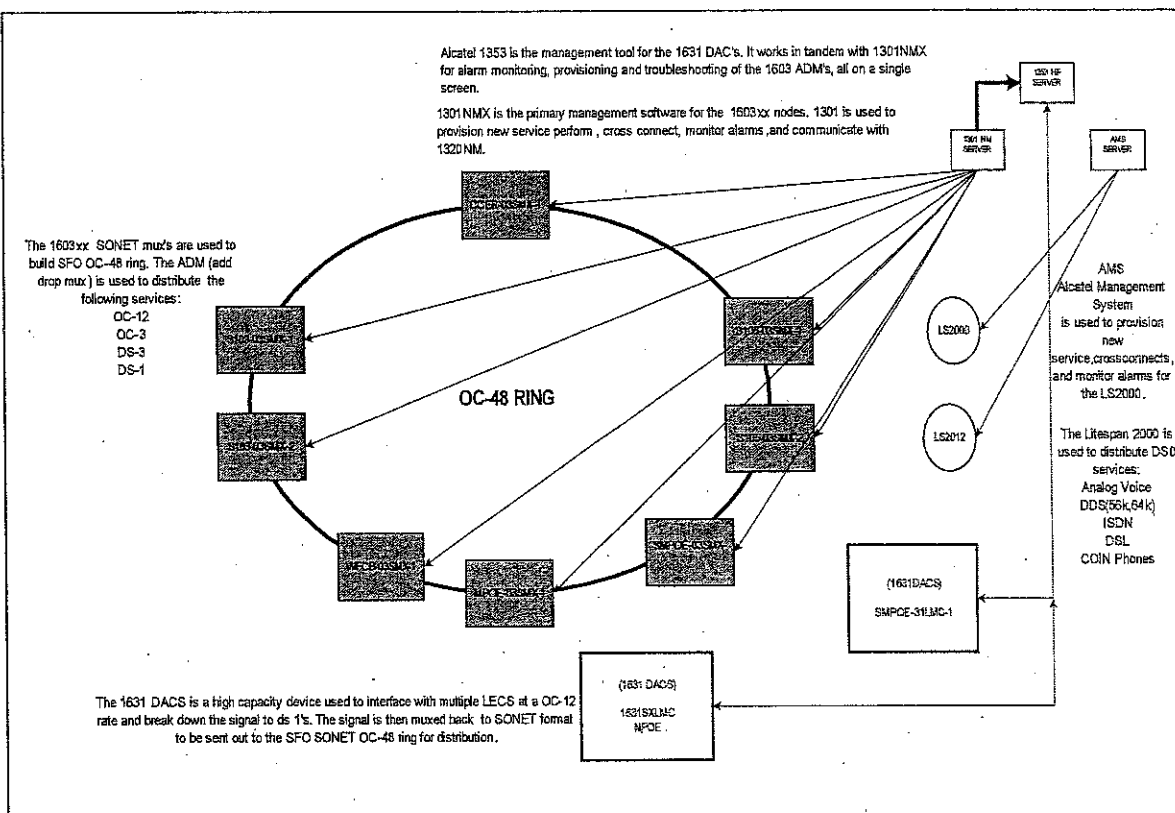 Alcatel 1353 is the management tool for the 1631 DAC's. It works in tandem with 1301NMX
for alarm monitoring, provisioning and troubleshooting of the 1603 ADM's, all on a single
screen.
1301NMX is the primary management software for the 1603xx nodes. 1301 is used to
provision new service perform , cross connect, monitor alarms ,and communicate with
1320NM.
SERVER
1301 NM
SERVER
AMS
SERVER
The 1603xx SONET mux's are used to
build SFO OC-48 ring. The ADM (add
drop mux) is used to distribute the
following services:
OC-12
OC-3
DS-3
DS-1
OC-48 RING
LS2000
LS2012
AMS
Alcatel Management
System
is used to provision
new
service,crossconnects,
and monitor alarms for
the LS2000.
The Litespan 2000 is
used to distribute DS0
services:
Analog Voice
DDS(56k,64k)
ISDN
DSL
COIN Phones
(1631DACS)
SMPOE-31LMC-1
(1631 DACS)
1631SXLMC
MPOE
The 1631 DACS is a high capacity device used to interface with multiple LECS at a OC-12
rate and break down the signal to ds 1's. The signal is then muxed back to SONET format
to be sent out to the SFO SONET OC-48 ring for distribution.